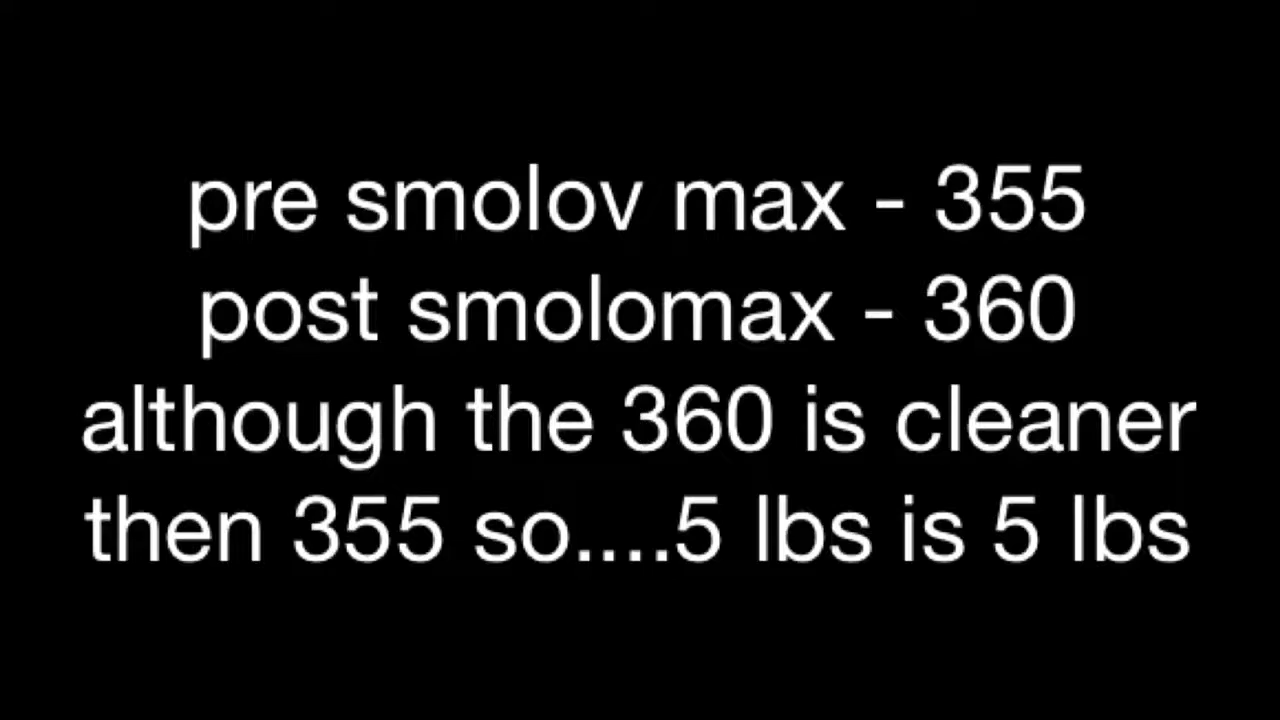 pre smolov max - 355
post smolomax - 360
although the 360 is cleaner
then 355 so....5 lbs is 5 lbs